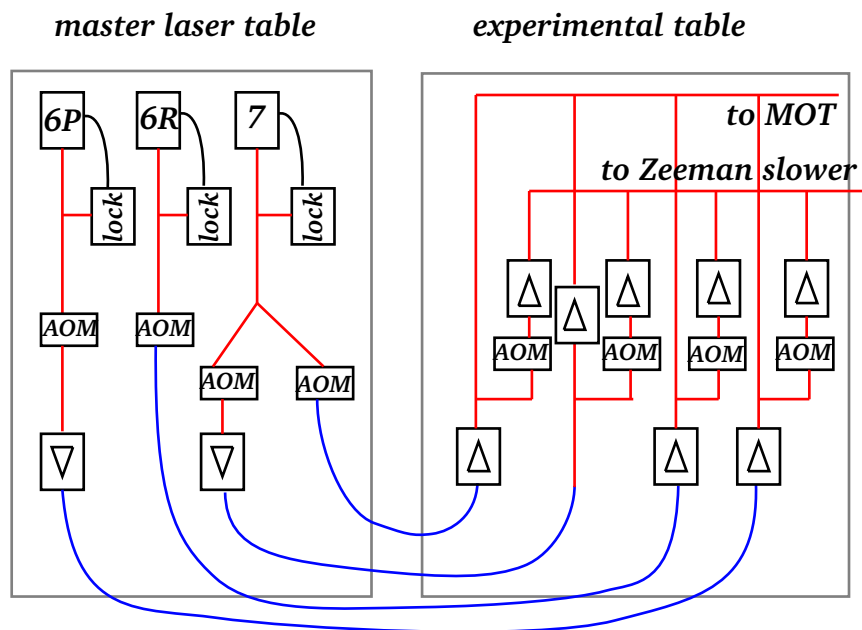 master laser table
experimental table
6P
6R
7
to MOT
to Zeeman slower
lock
lock
lock
AOM
AOM
AOM
AOM
AOM
AOM
AOM
AOM